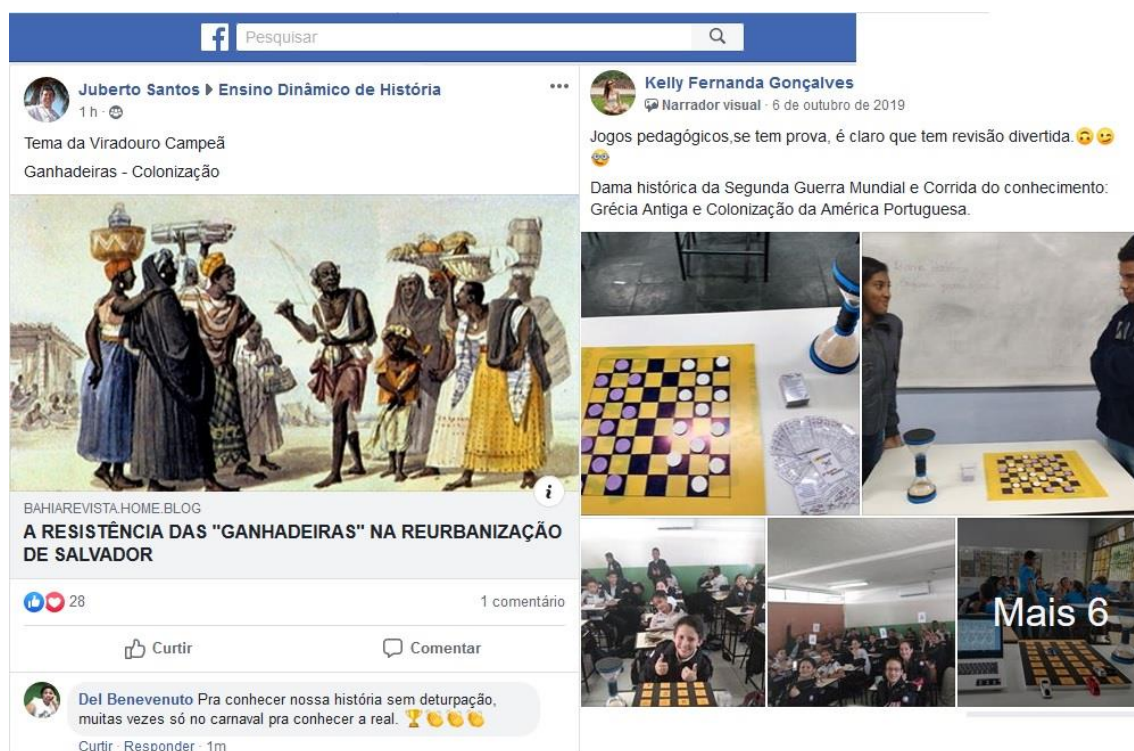 f
Pesquisar
Juberto Santos ▶ Ensino Dinâmico de História
1 h ·
Tema da Viradouro Campeã
Ganhadeiras - Colonização
BAHIAREVISTA.HOME.BLOG
A RESISTÊNCIA DAS "GANHADEIRAS" NA REURBANIZAÇÃO
DE SALVADOR
28
1 comentário
Curtir
Comentar
Del Benevenuto Pra conhecer nossa história sem deturpação,
muitas vezes só no carnaval pra conhecer a real. 🏆👏👏👏
Curtir · Responder · 1m
Kelly Fernanda Gonçalves
Narrador visual · 6 de outubro de 2019
Jogos pedagógicos,se tem prova, é claro que tem revisão divertida.🙃😉
🤓
Dama histórica da Segunda Guerra Mundial e Corrida do conhecimento:
Grécia Antiga e Colonização da América Portuguesa.
Mais 6